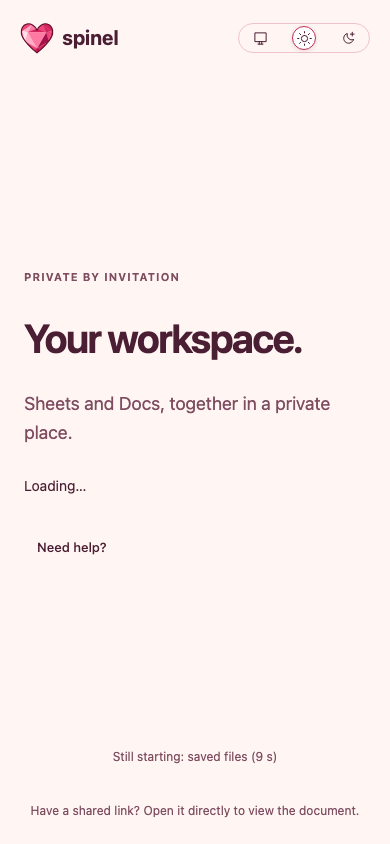 spinel
PRIVATE BY INVITATION
Your workspace.
Sheets and Docs, together in a private
place.
Loading...
Need help?
Still starting: saved files (9 s)
Have a shared link? Open it directly to view the document.